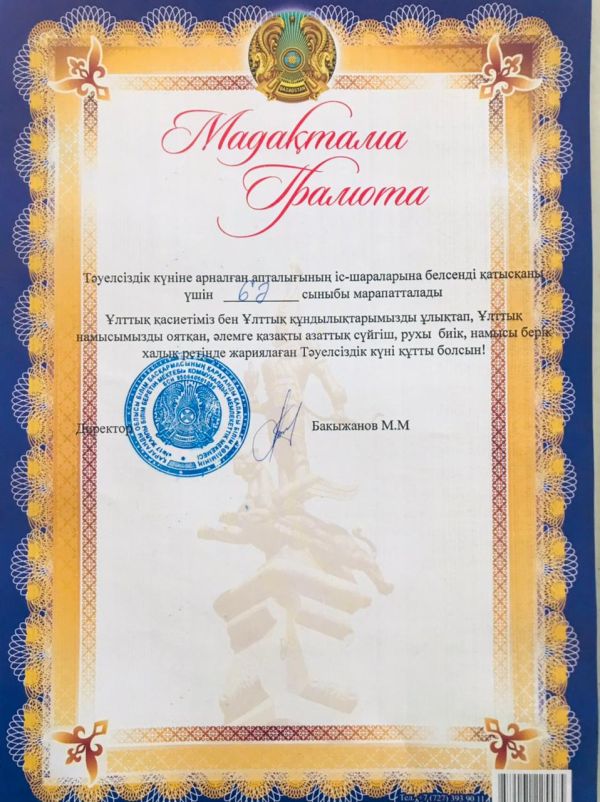 Мадақтама
Грамота
Тәуелсіздік күніне арналған апталығының іс-шараларына белсенді қатысқаны
үшін 6 сыныбы марапатталады
Ұлттық қасиетіміз бен Ұлттық құндылықтарымызды ұлықтап, Ұлттық
намысымызды оятқан, әлемге қазақты азаттық сүйгіш, рухы биік, намысы берік
халық ретінде жариялаған Тәуелсіздік күні құтты болсын!
Директор Бакыжанов М.М